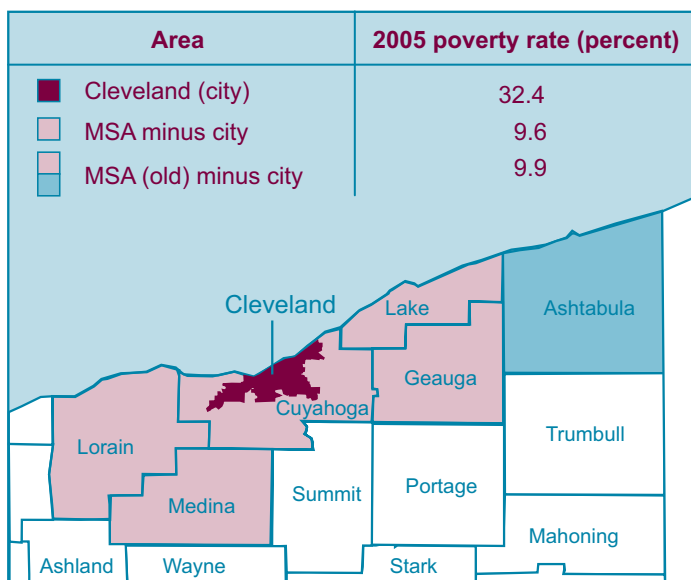 Area 2005 poverty rate (percent)
Cleveland (city) 32.4
MSA minus city 9.6
MSA (old) minus city 9.9
Cleveland
Lake
Ashtabula
Geauga
Cuyahoga
Lorain
Trumbull
Medina
Summit
Portage
Mahoning
Ashland
Wayne
Stark